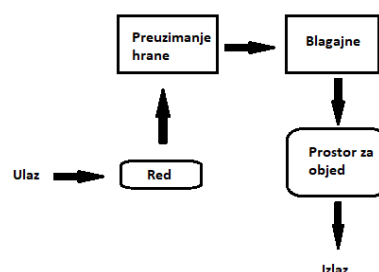 Preuzimanje
hrane
Blagajne
Ulaz
Red
Prostor za
objed
Izlaz